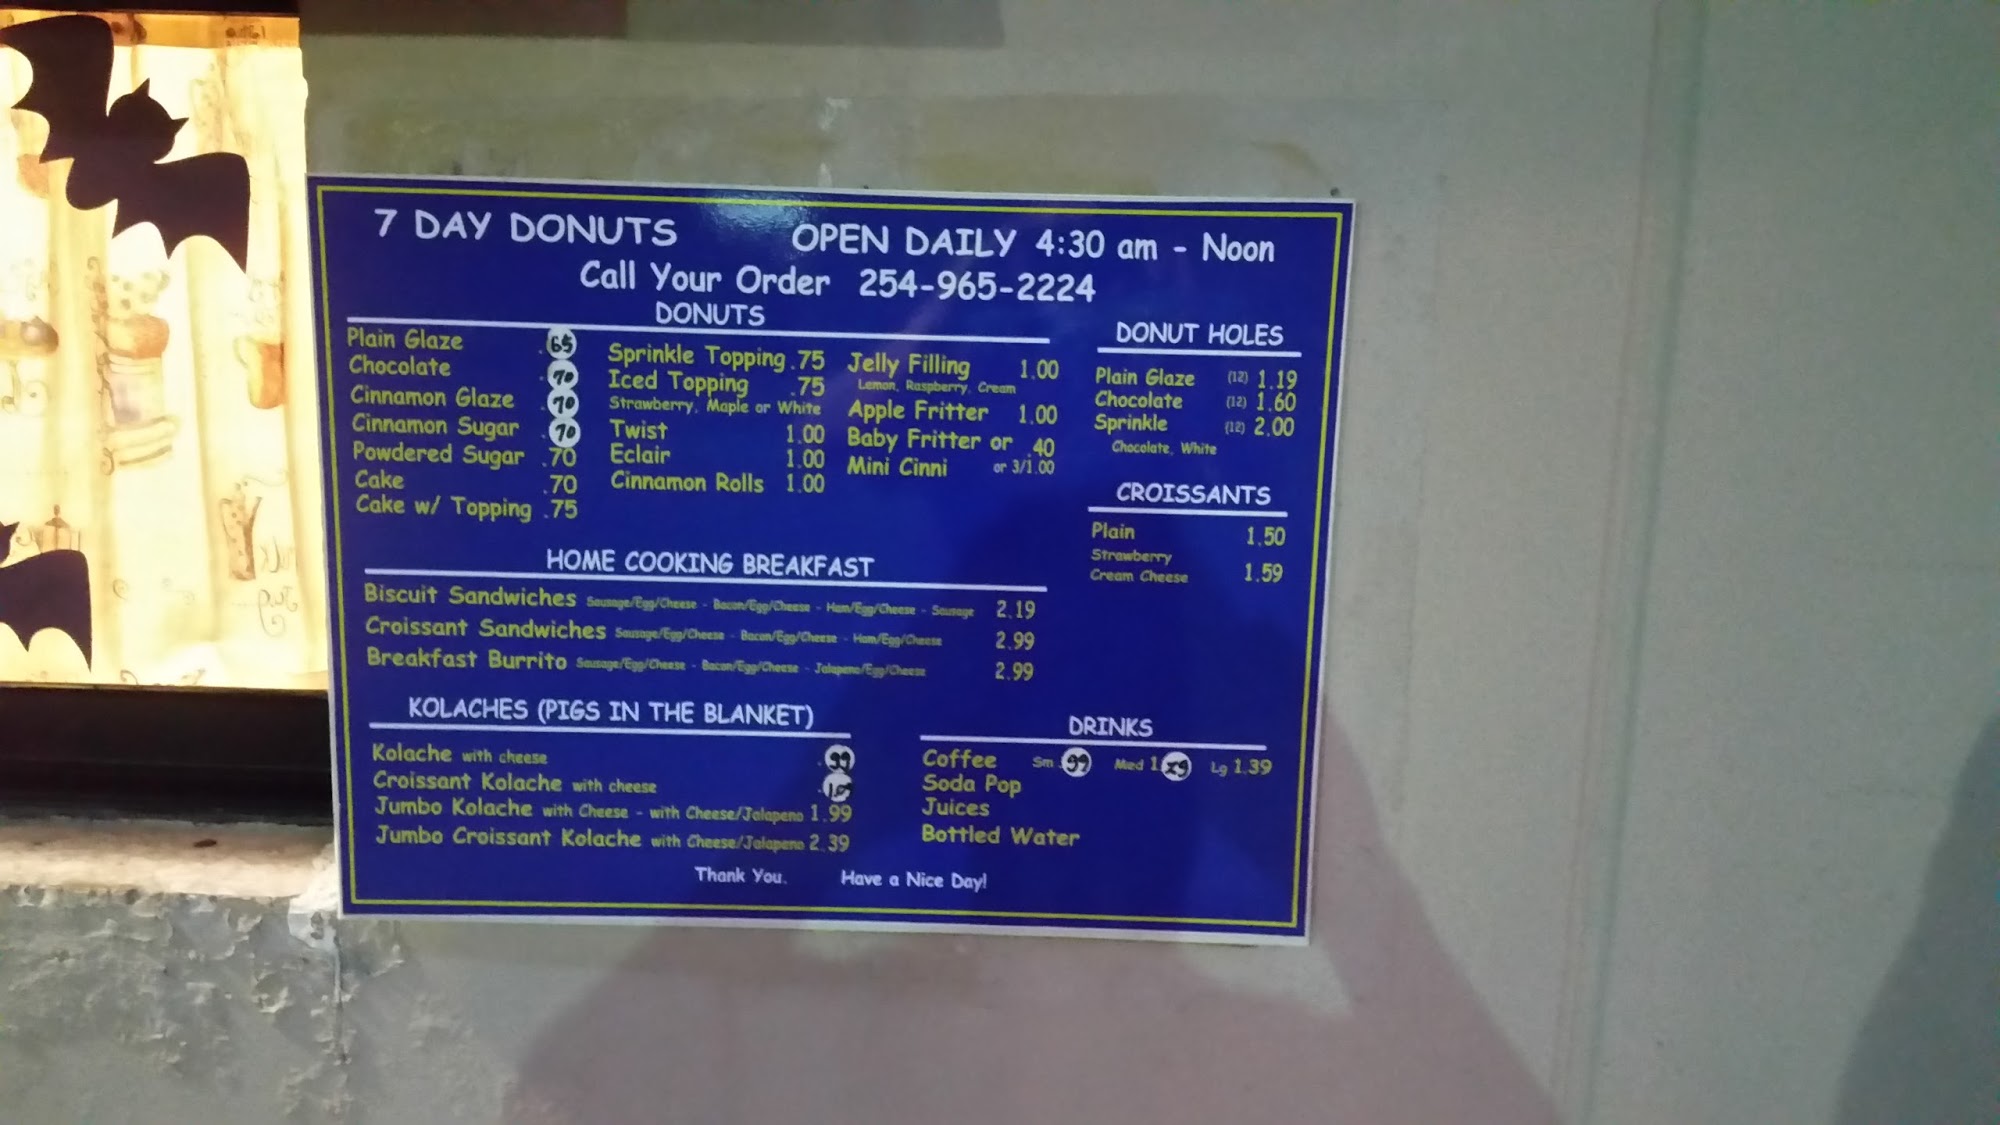 7 DAY DONUTS OPEN DAILY 4:30 am - Noon
Call Your Order 254-965-2224
DONUTS
Plain Glaze .65
Chocolate .70
Cinnamon Glaze .70
Cinnamon Sugar .70
Powdered Sugar .70
Cake .70
Cake w/ Topping .75
Sprinkle Topping .75
Iced Topping .75
Strawberry, Maple or White
Twist 1.00
Eclair 1.00
Cinnamon Rolls 1.00
Jelly Filling 1.00
Lemon, Raspberry, Cream
Apple Fritter 1.00
Baby Fritter or .40
Mini Cinni or 3/1.00
DONUT HOLES
Plain Glaze (12) 1.19
Chocolate (12) 1.60
Sprinkle (12) 2.00
Chocolate, White
CROISSANTS
Plain 1.50
Strawberry
Cream Cheese 1.59
HOME COOKING BREAKFAST
Biscuit Sandwiches Sausage/Egg/Cheese - Bacon/Egg/Cheese - Ham/Egg/Cheese - Sausage 2.19
Croissant Sandwiches Sausage/Egg/Cheese - Bacon/Egg/Cheese - Ham/Egg/Cheese 2.99
Breakfast Burrito Sausage/Egg/Cheese - Bacon/Egg/Cheese - Jalapeno/Egg/Cheese 2.99
KOLACHES (PIGS IN THE BLANKET)
Kolache with cheese .99
Croissant Kolache with cheese
Jumbo Kolache with Cheese - with Cheese/Jalapeno 1.99
Jumbo Croissant Kolache with Cheese/Jalapeno 2.39
DRINKS
Coffee Sm .99 Med 1.29 Lg 1.39
Soda Pop
Juices
Bottled Water
Thank You. Have a Nice Day!